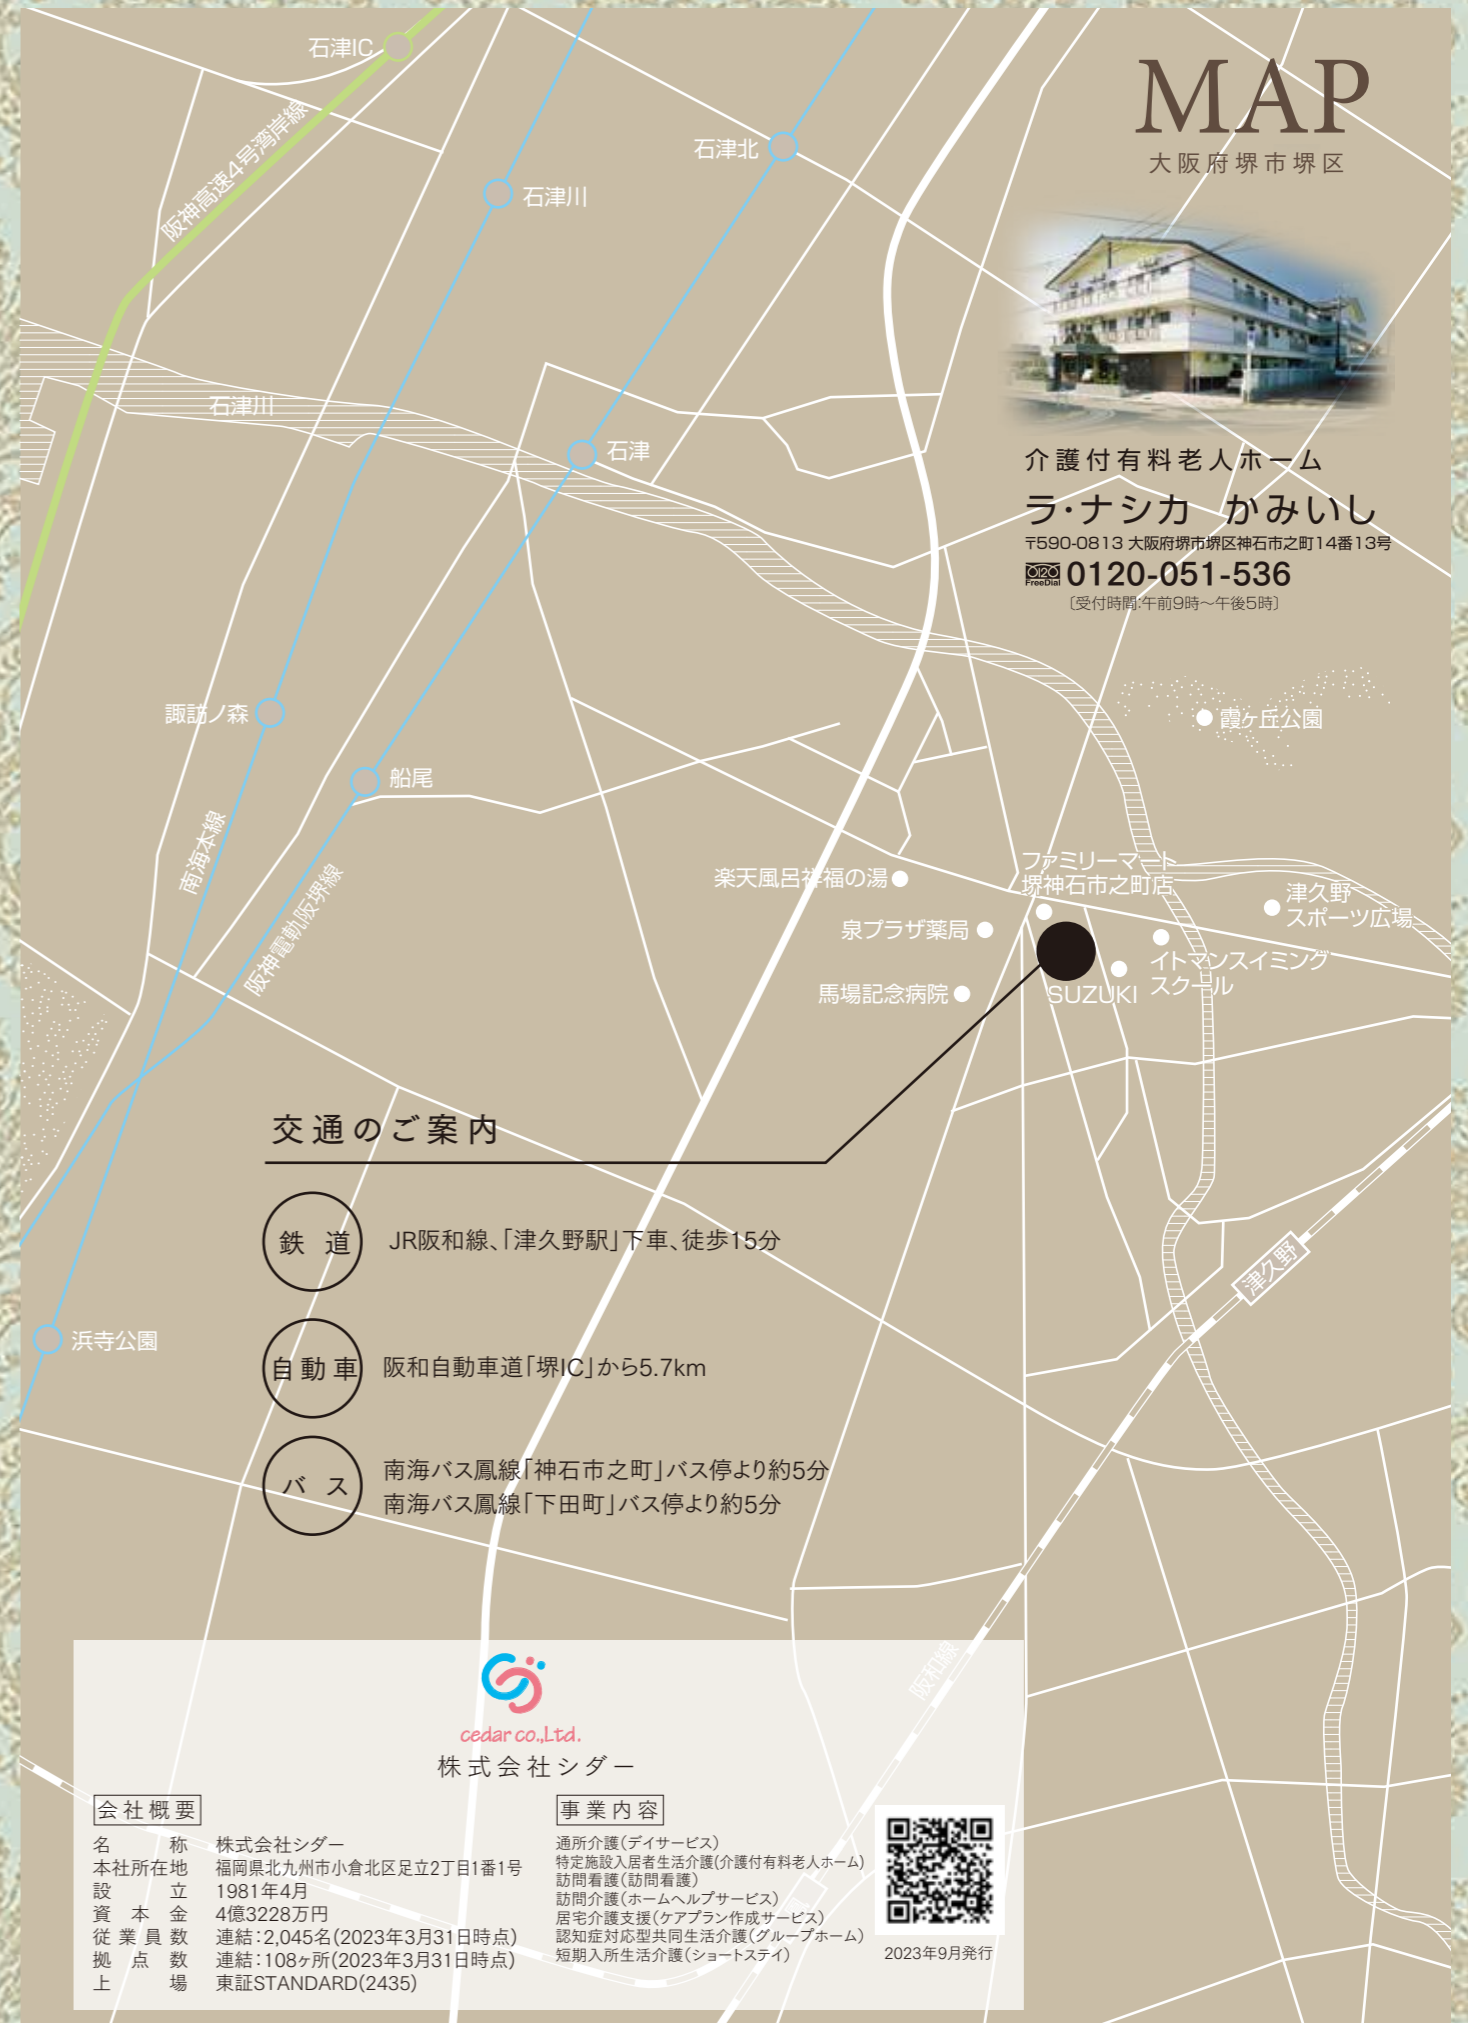 MAP
大阪府堺市堺区
介護付有料老人ホーム
ラ・ナシカ かみいし
〒590-0813 大阪府堺市堺区神石市之町14番13号
0120 FreeDial 0120-051-536
〔受付時間:午前9時〜午後5時〕
石津IC
阪神高速4号湾岸線
石津北
石津川
石津川
石津
諏訪ノ森
船尾
南海本線
阪神電軌阪堺線
浜寺公園
霞ヶ丘公園
楽天風呂祥福の湯
ファミリーマート
堺神石市之町店
泉プラザ薬局
馬場記念病院
SUZUKI
イトマンスイミング
スクール
津久野
スポーツ広場
津久野
阪和線
交通のご案内
鉄道 JR阪和線、「津久野駅」下車、徒歩15分
自動車 阪和自動車道「堺IC」から5.7km
バス 南海バス鳳線「神石市之町」バス停より約5分
南海バス鳳線「下田町」バス停より約5分
cedar co.,Ltd.
株式会社シダー
会社概要
名称 株式会社シダー
本社所在地 福岡県北九州市小倉北区足立2丁目1番1号
設立 1981年4月
資本金 4億3228万円
従業員数 連結：2,045名(2023年3月31日時点)
拠点数 連結：108ヶ所(2023年3月31日時点)
上場 東証STANDARD(2435)
事業内容
通所介護(デイサービス)
特定施設入居者生活介護(介護付有料老人ホーム)
訪問看護(訪問看護)
訪問介護(ホームヘルプサービス)
居宅介護支援(ケアプラン作成サービス)
認知症対応型共同生活介護(グループホーム)
短期入所生活介護(ショートステイ)
2023年9月発行